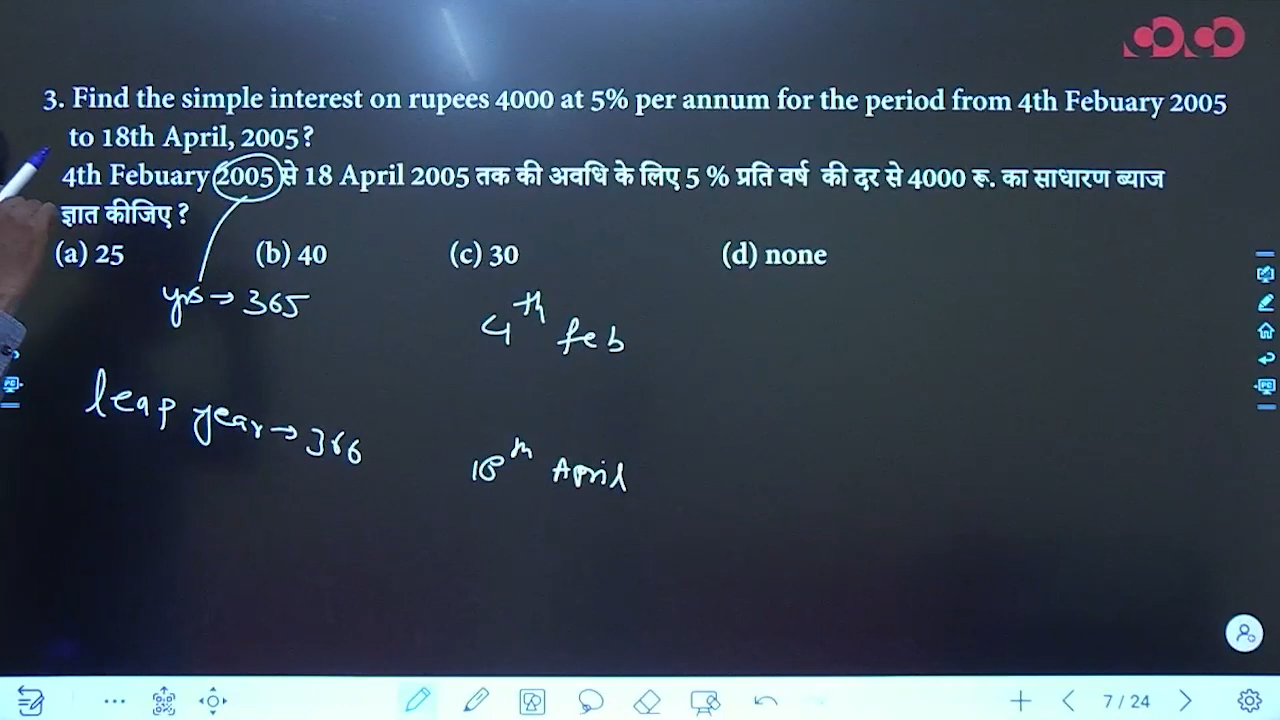 3. Find the simple interest on rupees 4000 at 5% per annum for the period from 4th Febuary 2005
to 18th April, 2005?
4th Febuary 2005 से 18 April 2005 तक की अवधि के लिए 5 % प्रति वर्ष की दर से 4000 रू. का साधारण ब्याज
ज्ञात कीजिए ?
(a) 25 (b) 40 (c) 30 (d) none
yrs → 365
4th feb
leap year → 366
18th April
7 / 24